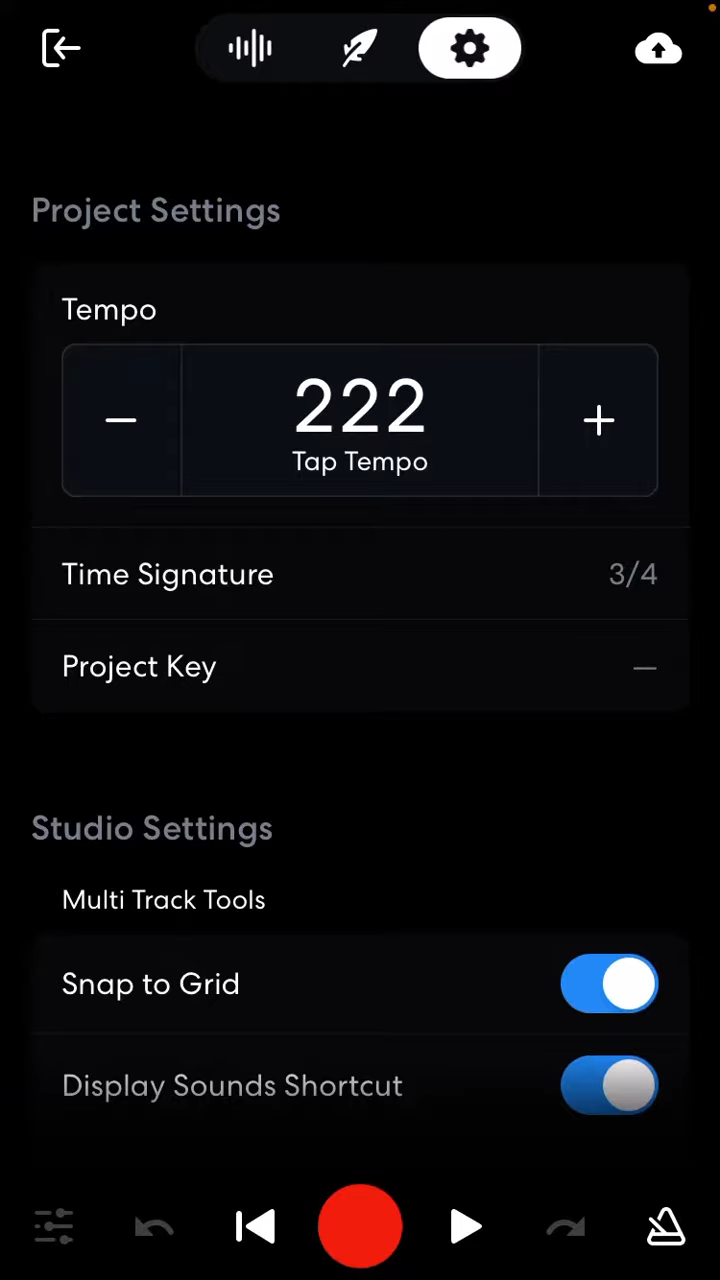 Project Settings
Tempo
222
Tap Tempo
Time Signature 3/4
Project Key —
Studio Settings
Multi Track Tools
Snap to Grid
Display Sounds Shortcut